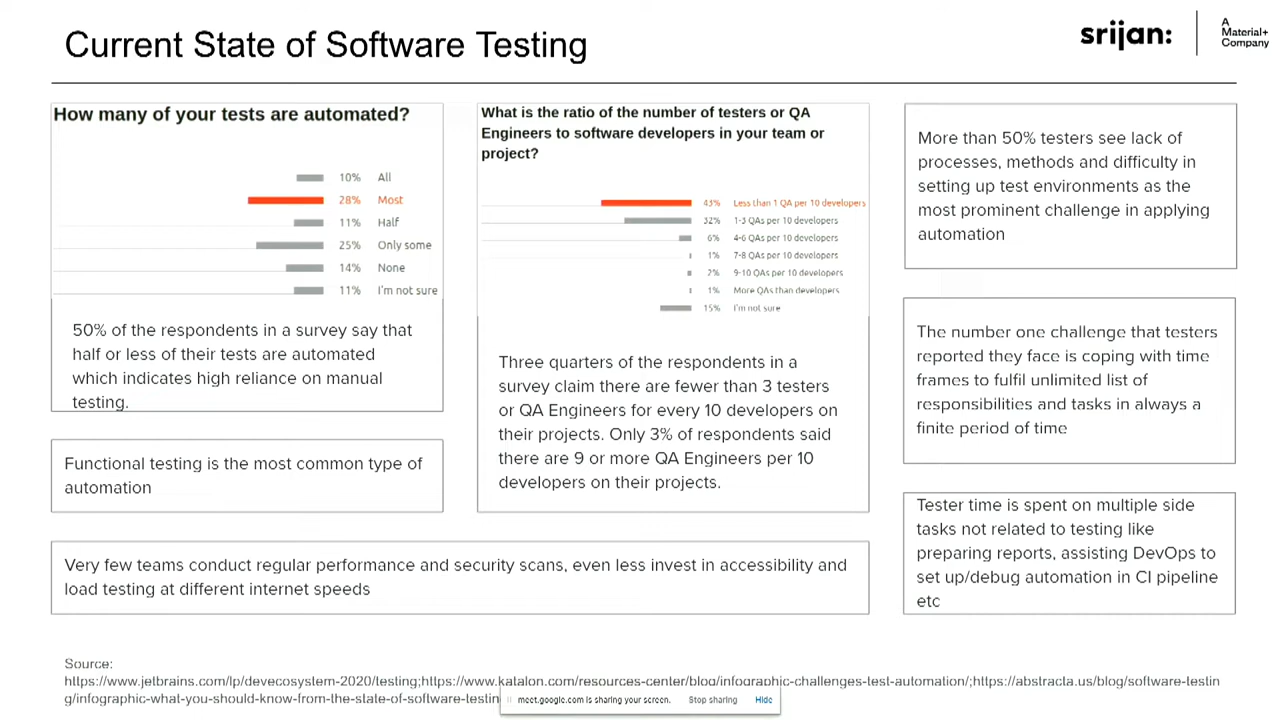 Current State of Software Testing
srijan:
A
Material+
Company
How many of your tests are automated?
10% All
28% Most
11% Half
25% Only some
14% None
11% I'm not sure
50% of the respondents in a survey say that
half or less of their tests are automated
which indicates high reliance on manual
testing.
Functional testing is the most common type of
automation
What is the ratio of the number of testers or QA
Engineers to software developers in your team or
project?
43% Less than 1 QA per 10 developers
32% 1-3 QAs per 10 developers
6% 4-6 QAs per 10 developers
1% 7-8 QAs per 10 developers
2% 9-10 QAs per 10 developers
1% More QAs than developers
15% I'm not sure
Three quarters of the respondents in a
survey claim there are fewer than 3 testers
or QA Engineers for every 10 developers on
their projects. Only 3% of respondents said
there are 9 or more QA Engineers per 10
developers on their projects.
Very few teams conduct regular performance and security scans, even less invest in accessibility and
load testing at different internet speeds
More than 50% testers see lack of
processes, methods and difficulty in
setting up test environments as the
most prominent challenge in applying
automation
The number one challenge that testers
reported they face is coping with time
frames to fulfil unlimited list of
responsibilities and tasks in always a
finite period of time
Tester time is spent on multiple side
tasks not related to testing like
preparing reports, assisting DevOps to
set up/debug automation in CI pipeline
etc
Source:
https://www.jetbrains.com/lp/devecosystem-2020/testing;https://www.katalon.com/resources-center/blog/infographic-challenges-test-automation/;https://abstracta.us/blog/software-testin
g/infographic-what-you-should-know-from-the-state-of-software-testin
meet.google.com is sharing your screen. Stop sharing Hide